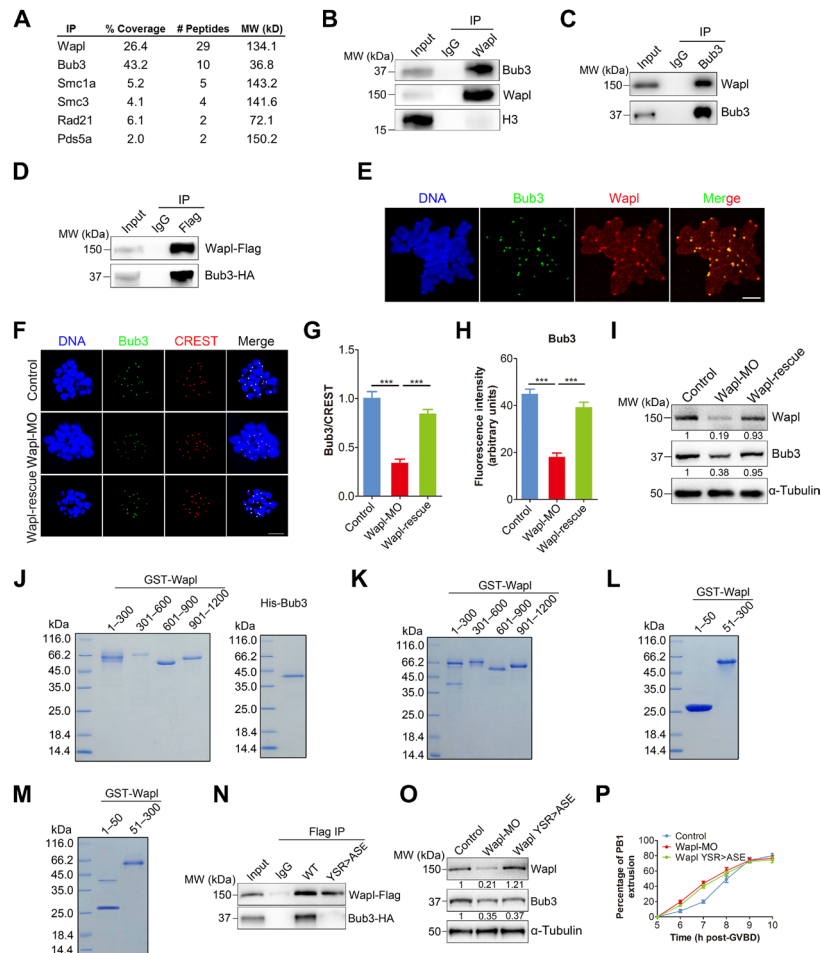 A
IP % Coverage # Peptides MW (kD)
Wapl 26.4 29 134.1
Bub3 43.2 10 36.8
Smc1a 5.2 5 143.2
Smc3 4.1 4 141.6
Rad21 6.1 2 72.1
Pds5a 2.0 2 150.2
B
IP
Input IgG Wapl
MW (kDa)
37 Bub3
150 Wapl
15 H3
C
IP
Input IgG Bub3
MW (kDa)
150 Wapl
37 Bub3
D
IP
Input IgG Flag
MW (kDa)
150 Wapl-Flag
37 Bub3-HA
E
DNA Bub3 Wapl Merge
F
DNA Bub3 CREST Merge
Control
Wapl-MO
Wapl-rescue
G
Bub3/CREST
1.5
1.0
0.5
0.0
*** ***
Control Wapl-MO Wapl-rescue
H
Bub3
Fluorescence intensity
(arbitrary units)
60
40
20
0
*** ***
Control Wapl-MO Wapl-rescue
I
Control Wapl-MO Wapl-rescue
MW (kDa)
150 Wapl
1 0.19 0.93
37 Bub3
1 0.38 0.95
50 α-Tubulin
J
GST-Wapl
1–300 301–600 601–900 901–1200
kDa
116.0
66.2
45.0
35.0
25.0
18.4
14.4
His-Bub3
kDa
116.0
66.2
45.0
35.0
25.0
18.4
14.4
K
GST-Wapl
1–300 301–600 601–900 901–1200
kDa
116.0
66.2
45.0
35.0
25.0
18.4
14.4
L
GST-Wapl
1–50 51–300
kDa
116.0
66.2
45.0
35.0
25.0
18.4
14.4
M
GST-Wapl
1–50 51–300
kDa
116.0
66.2
45.0
35.0
25.0
18.4
14.4
N
Flag IP
Input IgG WT YSR>ASE
MW (kDa)
150 Wapl-Flag
37 Bub3-HA
O
Control Wapl-MO Wapl YSR>ASE
MW (kDa)
150 Wapl
1 0.21 1.21
37 Bub3
1 0.35 0.37
50 α-Tubulin
P
Control
Wapl-MO
Wapl YSR>ASE
Percentage of PB1
extrusion
100
80
60
40
20
0
5 6 7 8 9 10
Time (h post-GVBD)